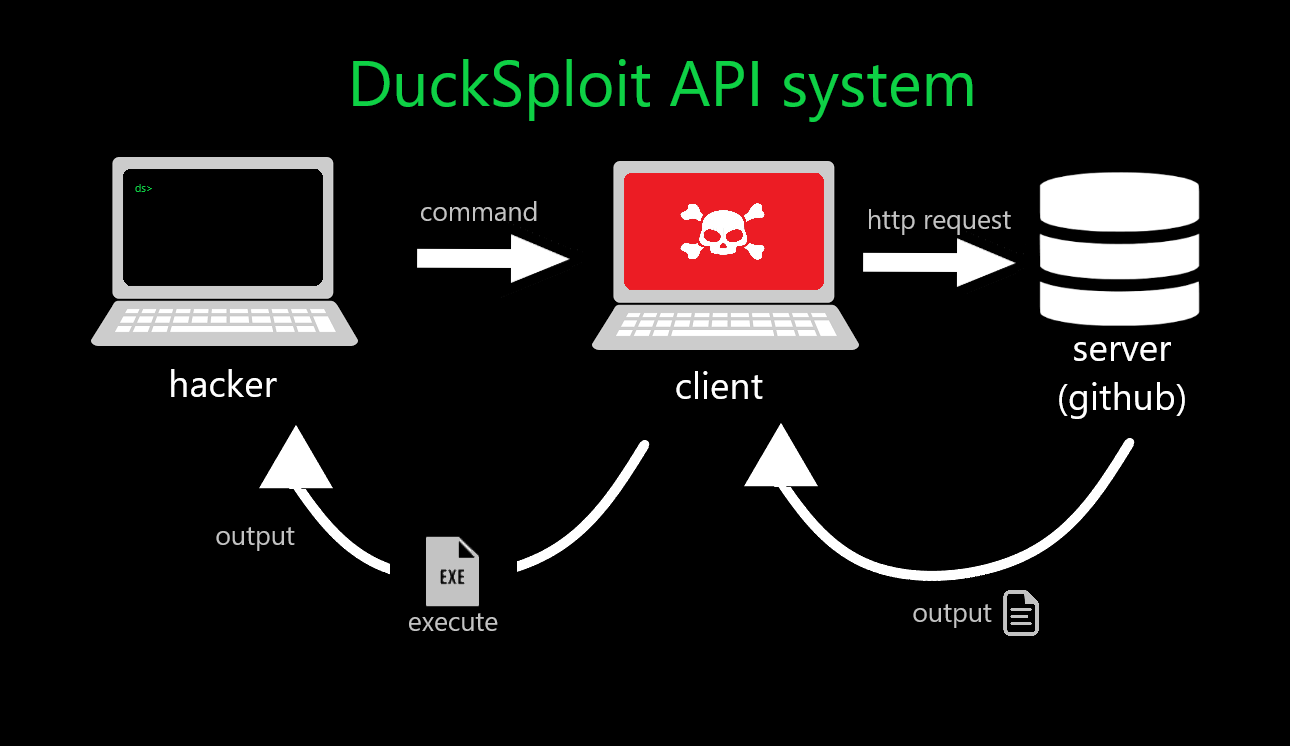 DuckSploit API system
ds>
command
http request
hacker
client
server
(github)
output
EXE
execute
output